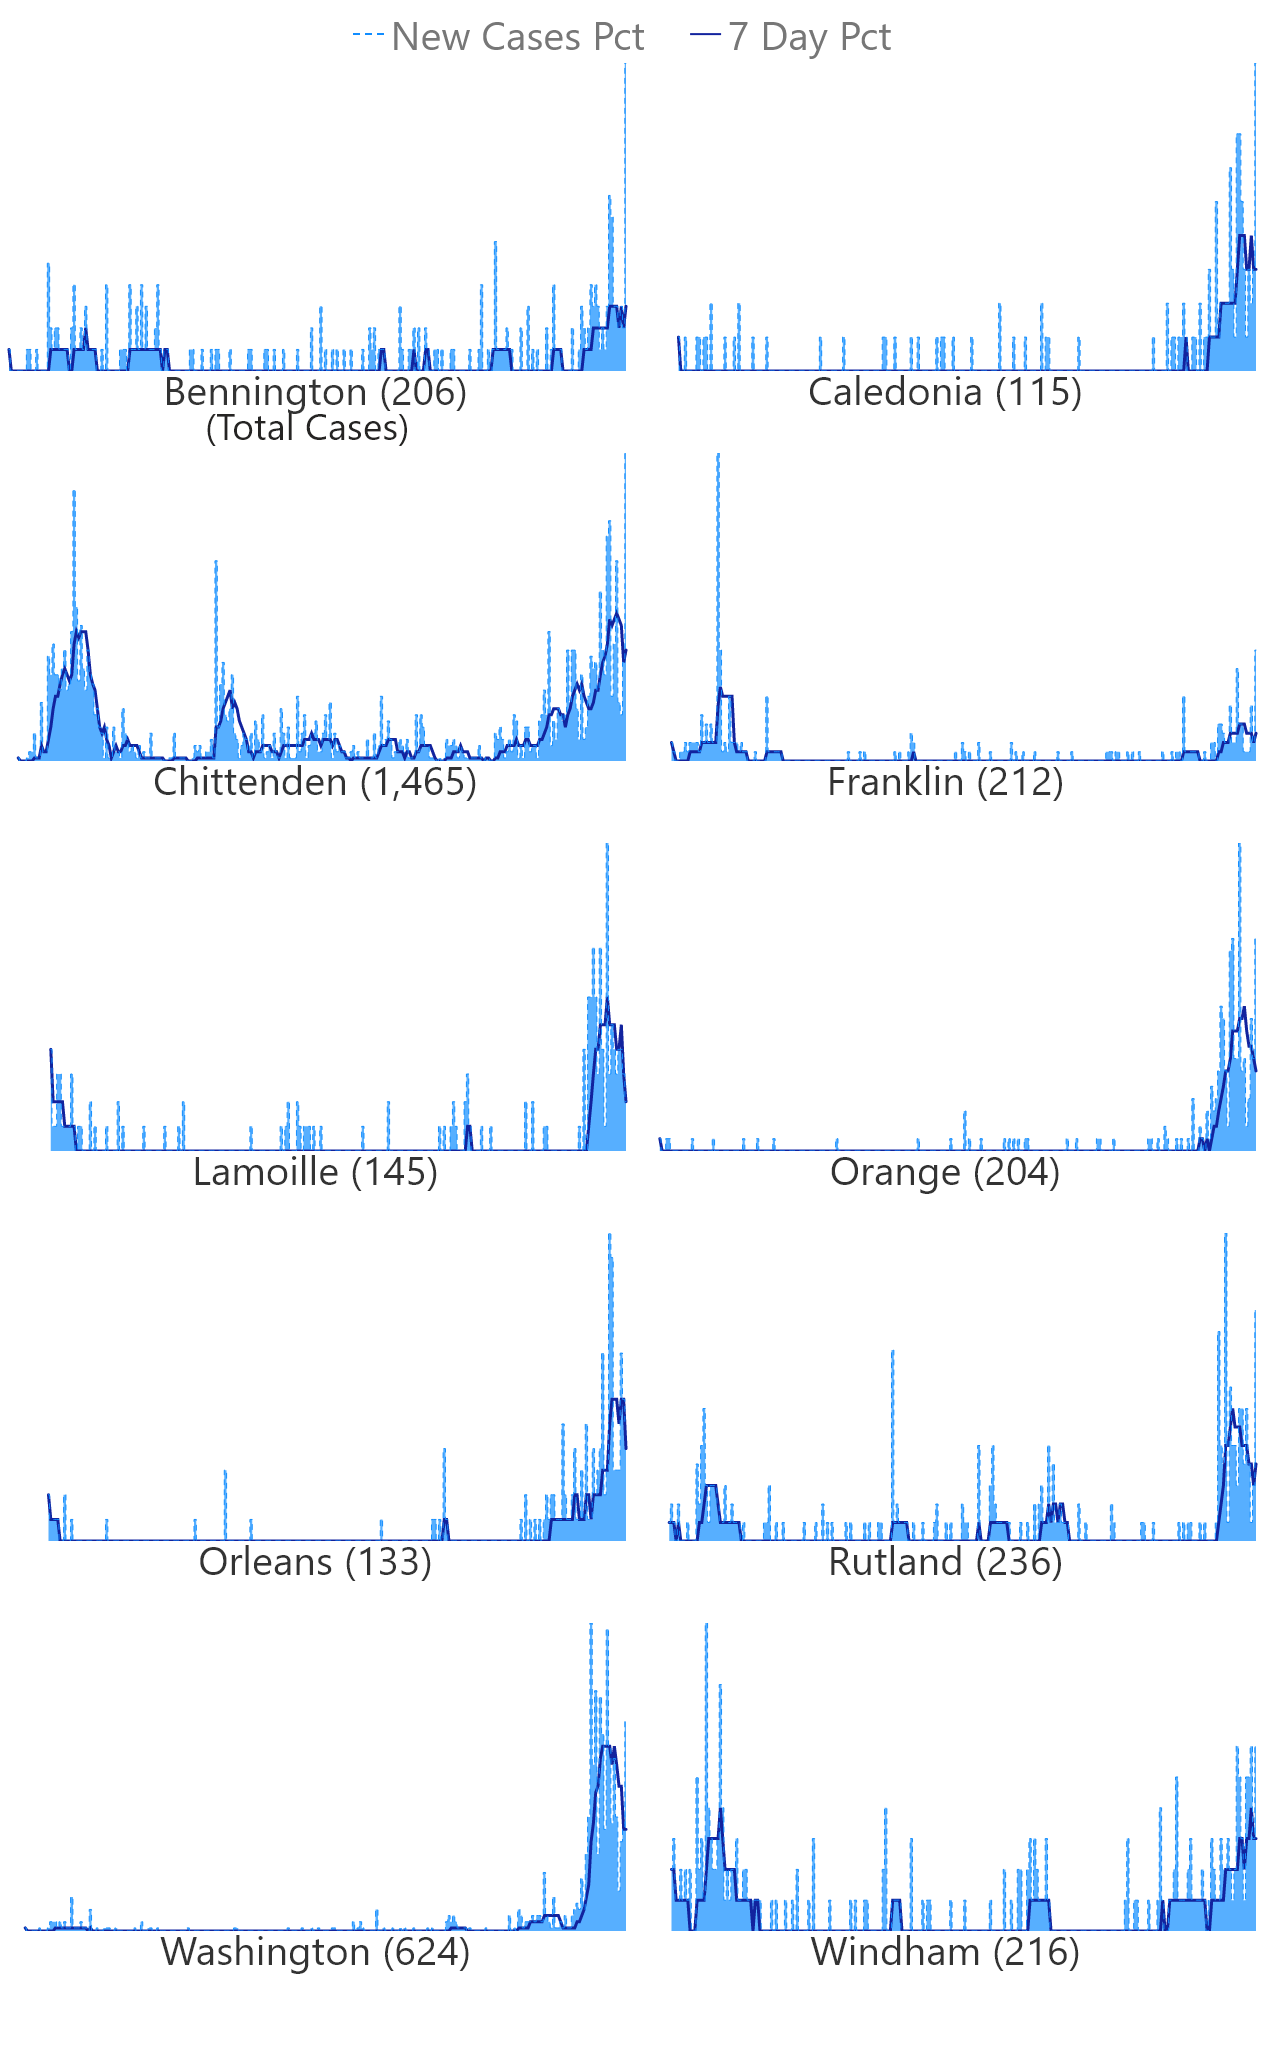 New Cases Pct 7 Day Pct
Bennington (206) Caledonia (115)
(Total Cases)
Chittenden (1,465) Franklin (212)
Lamoille (145) Orange (204)
Orleans (133) Rutland (236)
Washington (624) Windham (216)